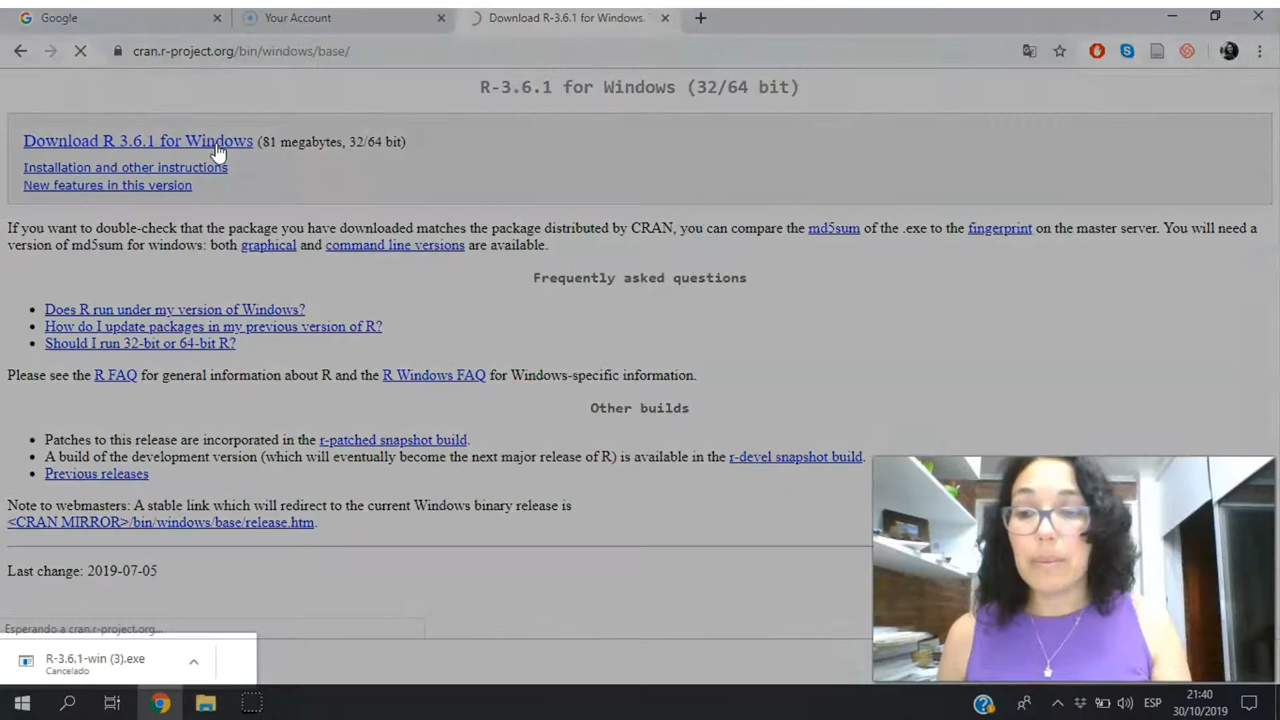 Google
Your Account
Download R-3.6.1 for Windows.
cran.r-project.org/bin/windows/base/
R-3.6.1 for Windows (32/64 bit)
Download R 3.6.1 for Windows (81 megabytes, 32/64 bit)
Installation and other instructions
New features in this version
If you want to double-check that the package you have downloaded matches the package distributed by CRAN, you can compare the md5sum of the .exe to the fingerprint on the master server. You will need a
version of md5sum for windows: both graphical and command line versions are available.
Frequently asked questions
• Does R run under my version of Windows?
• How do I update packages in my previous version of R?
• Should I run 32-bit or 64-bit R?
Please see the R FAQ for general information about R and the R Windows FAQ for Windows-specific information.
Other builds
• Patches to this release are incorporated in the r-patched snapshot build.
• A build of the development version (which will eventually become the next major release of R) is available in the r-devel snapshot build.
• Previous releases
Note to webmasters: A stable link which will redirect to the current Windows binary release is
<CRAN MIRROR>/bin/windows/base/release.htm.
Last change: 2019-07-05
Esperando a cran.r-project.org...
R-3.6.1-win (3).exe
Cancelado
ESP
21:40
30/10/2019